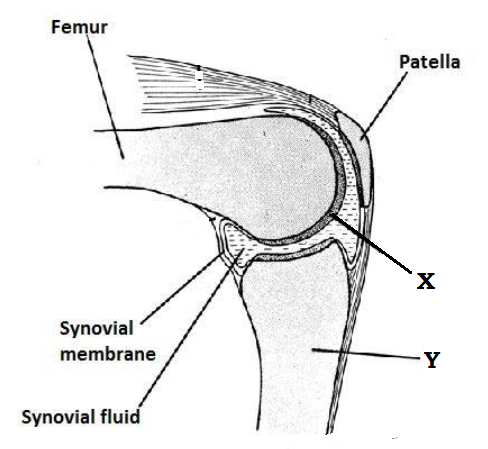 Femur
Patella
X
Synovial
membrane
Y
Synovial fluid